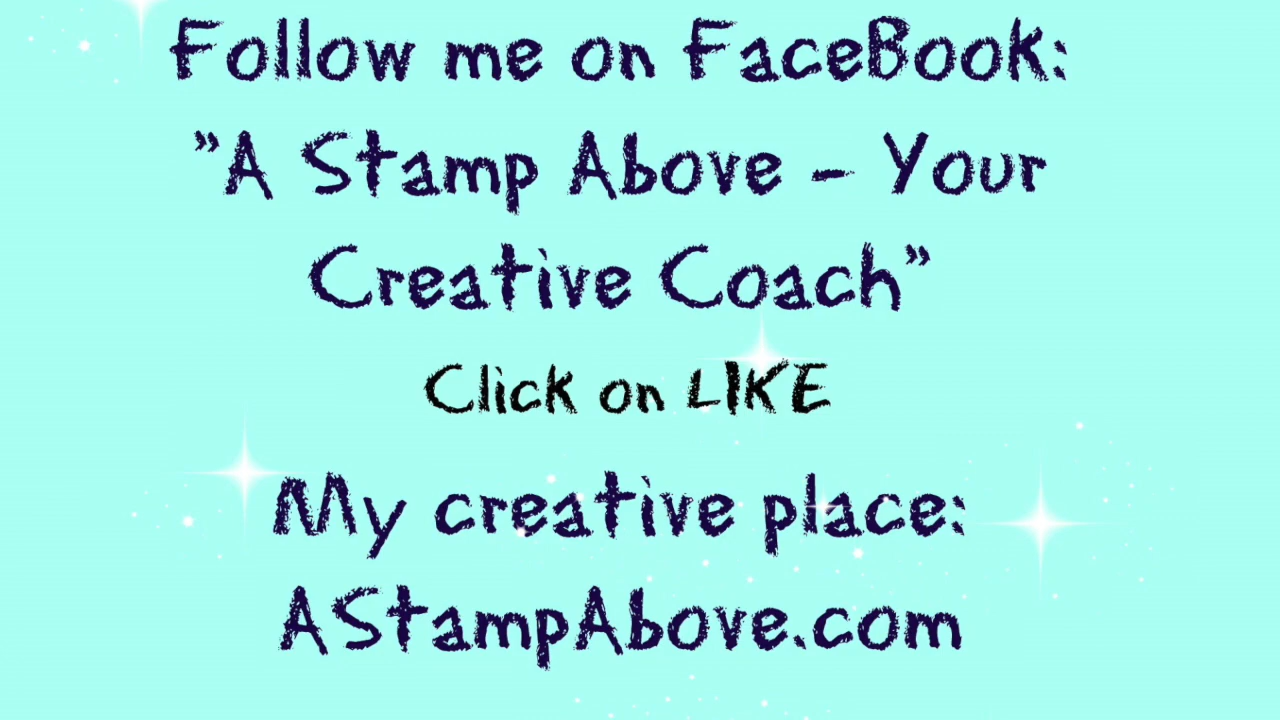 Follow me on FaceBook:
"A Stamp Above - Your
Creative Coach"
Click on LIKE
My creative place:
AStampAbove.com